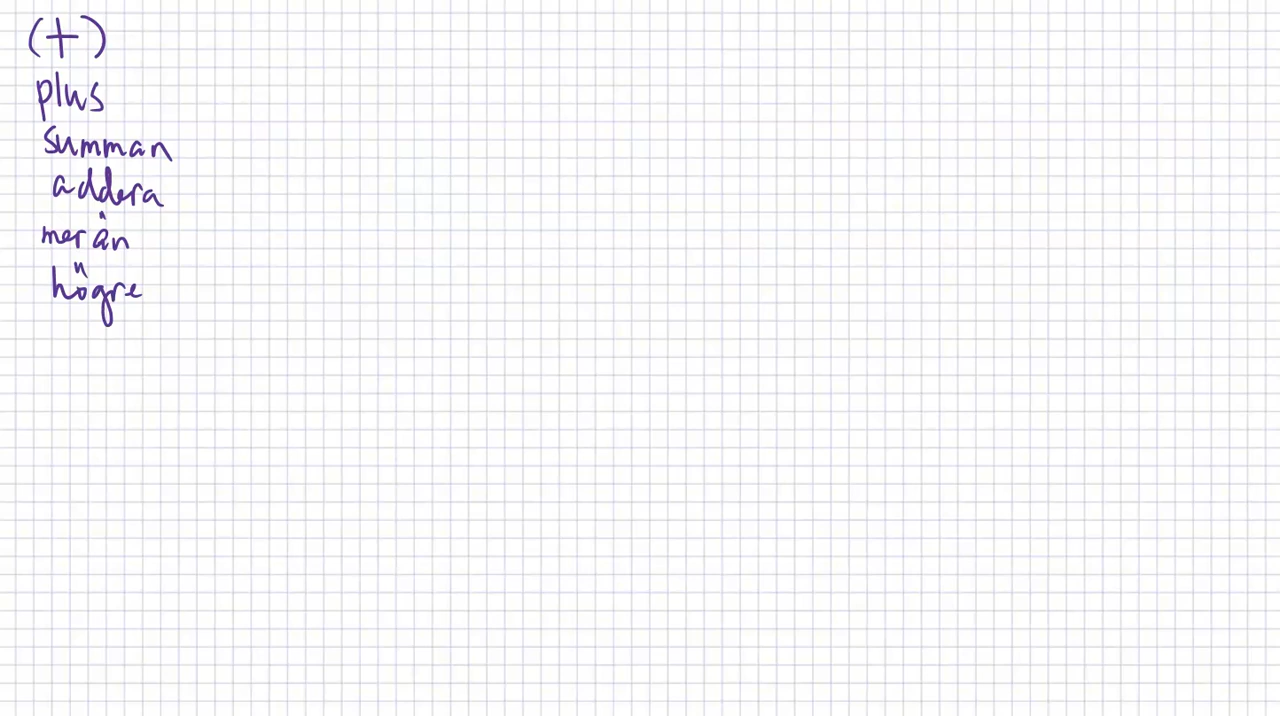 (+)
plus
summan
addera
mer än
högre